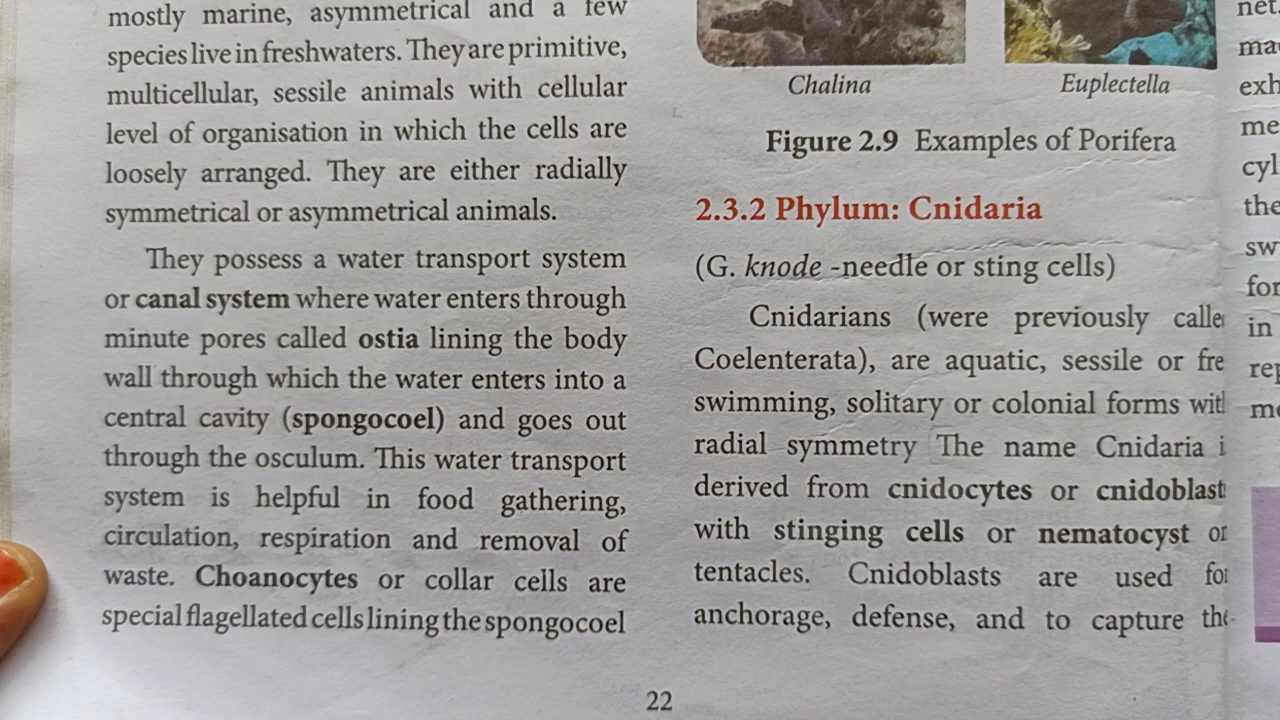 mostly marine, asymmetrical and a few
species live in freshwaters. They are primitive,
multicellular, sessile animals with cellular
level of organisation in which the cells are
loosely arranged. They are either radially
symmetrical or asymmetrical animals.
They possess a water transport system
or canal system where water enters through
minute pores called ostia lining the body
wall through which the water enters into a
central cavity (spongocoel) and goes out
through the osculum. This water transport
system is helpful in food gathering,
circulation, respiration and removal of
waste. Choanocytes or collar cells are
special flagellated cells lining the spongocoel
Chalina
Euplectella
Figure 2.9 Examples of Porifera
2.3.2 Phylum: Cnidaria
(G. knode -needle or sting cells)
Cnidarians (were previously
Coelenterata), are aquatic, sessile or
swimming, solitary or colonial forms
radial symmetry The name Cnidaria
derived from cnidocytes or cnidoblast
with stinging cells or nematocyst
tentacles. Cnidoblasts are used
anchorage, defense, and to capture
net.
in
22